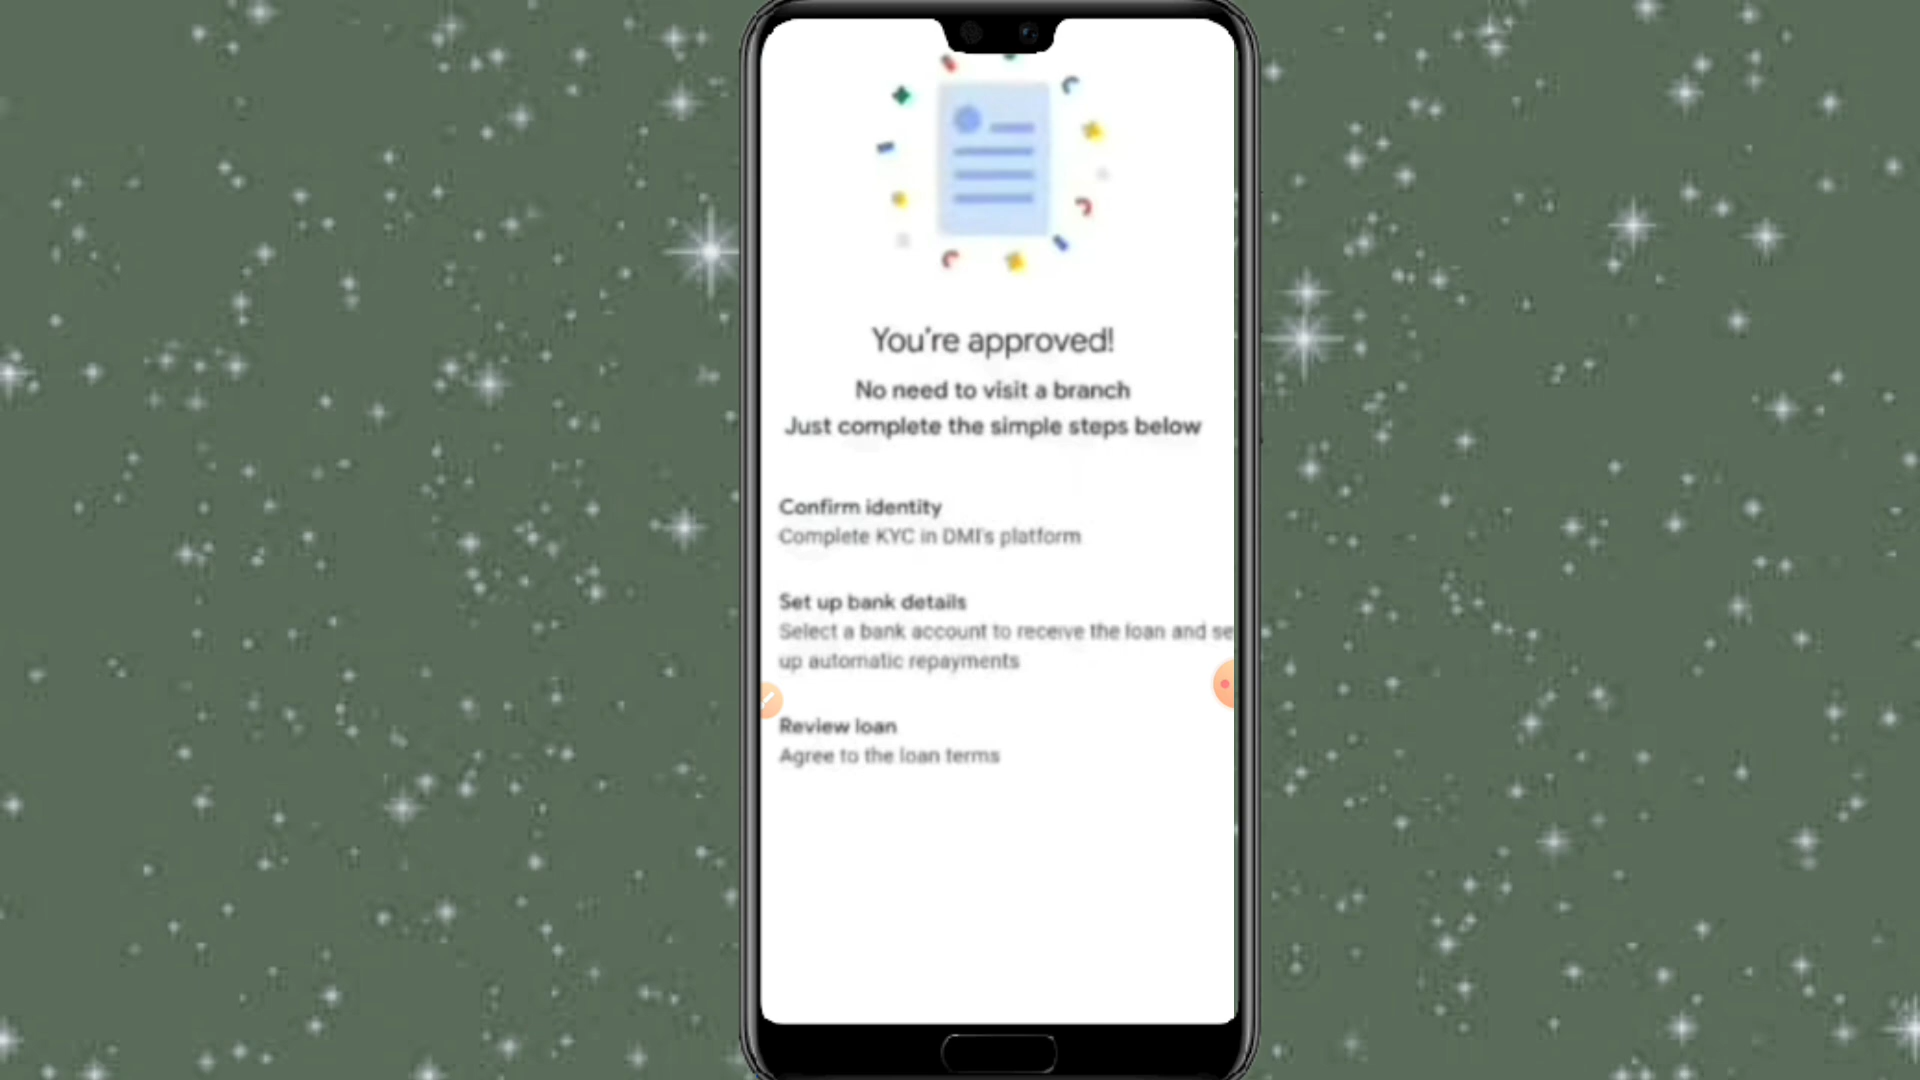 You're approved!
No need to visit a branch
Just complete the simple steps below
Confirm identity
Complete KYC in DMI's platform
Set up bank details
Select a bank account to receive the loan and se
up automatic repayments
Review loan
Agree to the loan terms